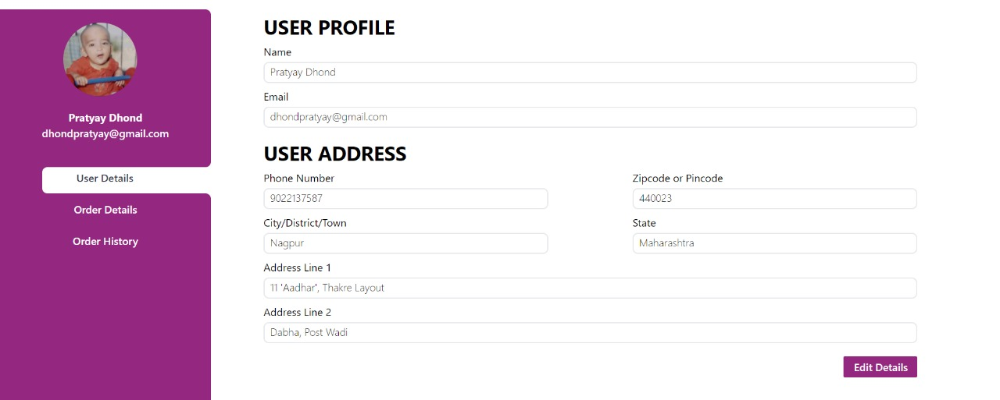 Pratyay Dhond
dhondpratyay@gmail.com
User Details
Order Details
Order History
USER PROFILE
Name
Pratyay Dhond
Email
dhondpratyay@gmail.com
USER ADDRESS
Phone Number
Zipcode or Pincode
9022137587
440023
City/District/Town
State
Nagpur
Maharashtra
Address Line 1
11 'Aadhar', Thakre Layout
Address Line 2
Dabha, Post Wadi
Edit Details